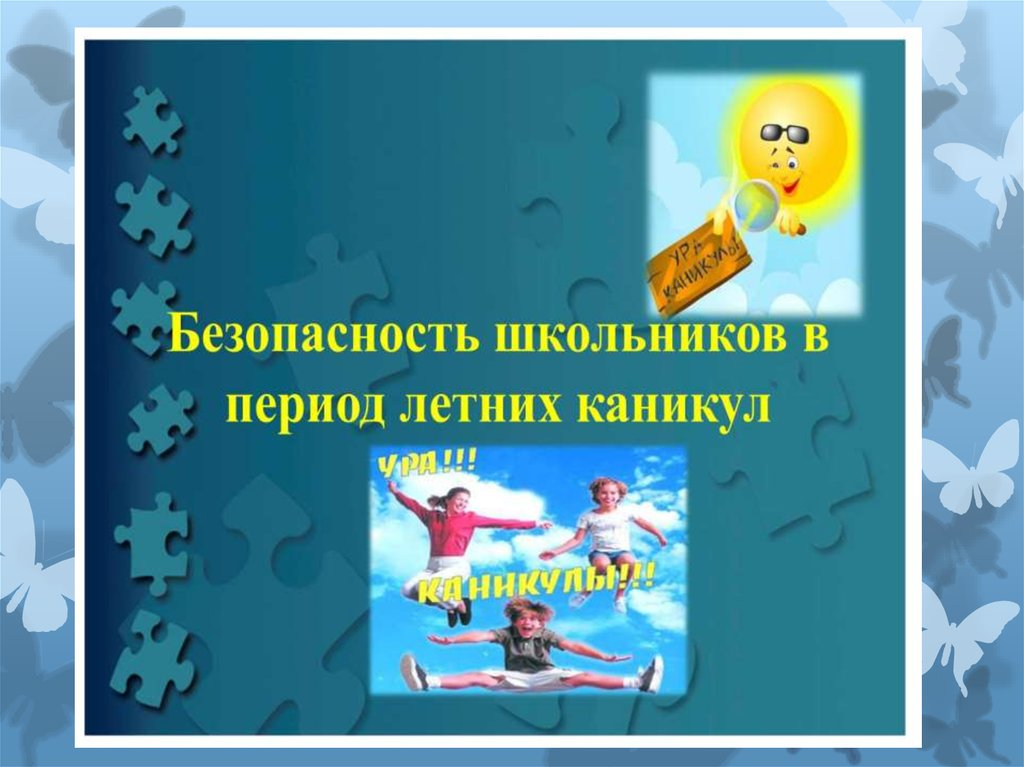 УРА
КАНИКУЛЫ
Безопасность школьников в
период летних каникул
УРА!!!
КАНИКУЛЫ!!!